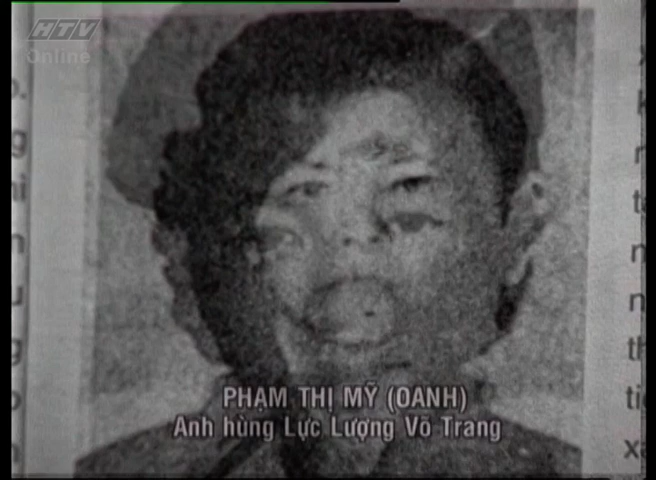 HTV
Online
PHẠM THỊ MỸ (OANH)
Anh hùng Lực Lượng Võ Trang